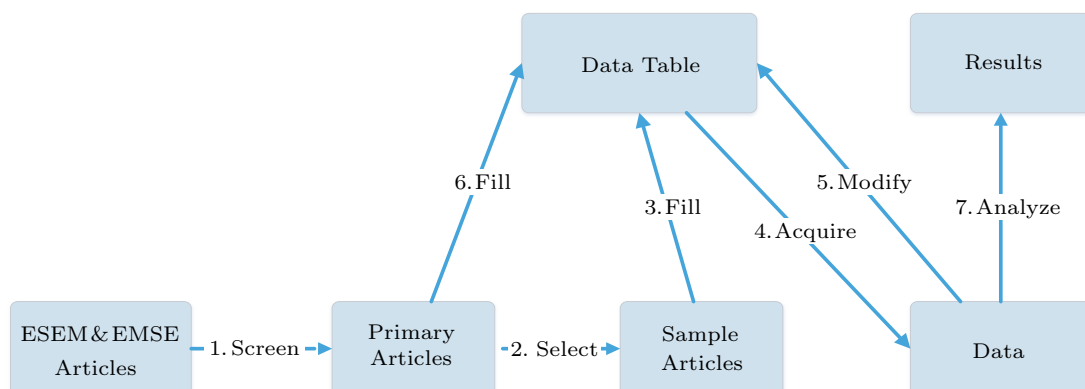 Data Table
Results
6. Fill
5. Modify
3. Fill
7. Analyze
4. Acquire
ESEM & EMSE
Articles
1. Screen
Primary
Articles
2. Select
Sample
Articles
Data